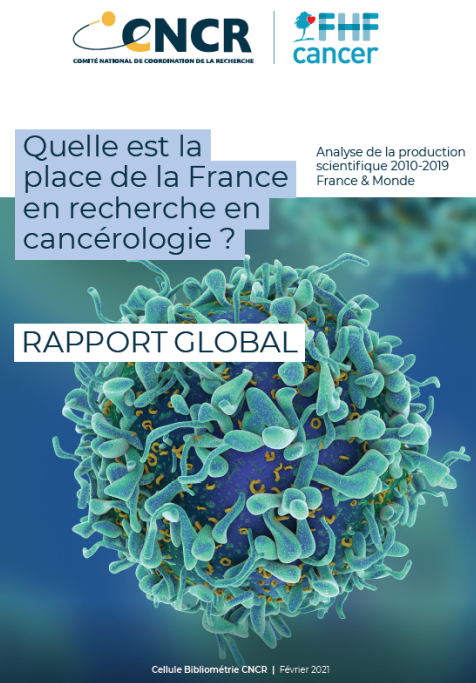 CNCR
COMITÉ NATIONAL DE COORDINATION DE LA RECHERCHE
FHF
cancer
Quelle est la
place de la France
en recherche en
cancérologie ?
Analyse de la production
scientifique 2010-2019
France & Monde
RAPPORT GLOBAL
Cellule Bibliométrie CNCR | Février 2021